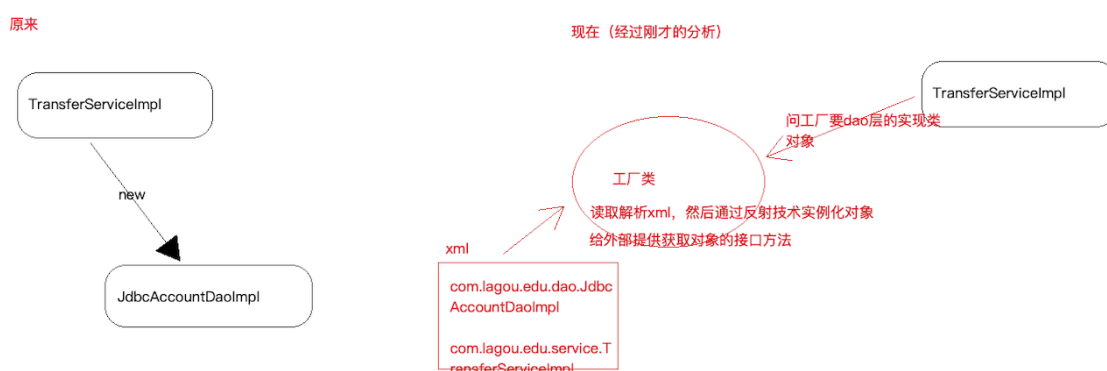 原来
现在（经过刚才的分析）
TransferServiceImpl
new
JdbcAccountDaoImpl
TransferServiceImpl
问工厂要dao层的实现类
对象
工厂类
读取解析xml，然后通过反射技术实例化对象
给外部提供获取对象的接口方法
xml
com.lagou.edu.dao.Jdbc
AccountDaoImpl
com.lagou.edu.service.T
ransferServiceImpl